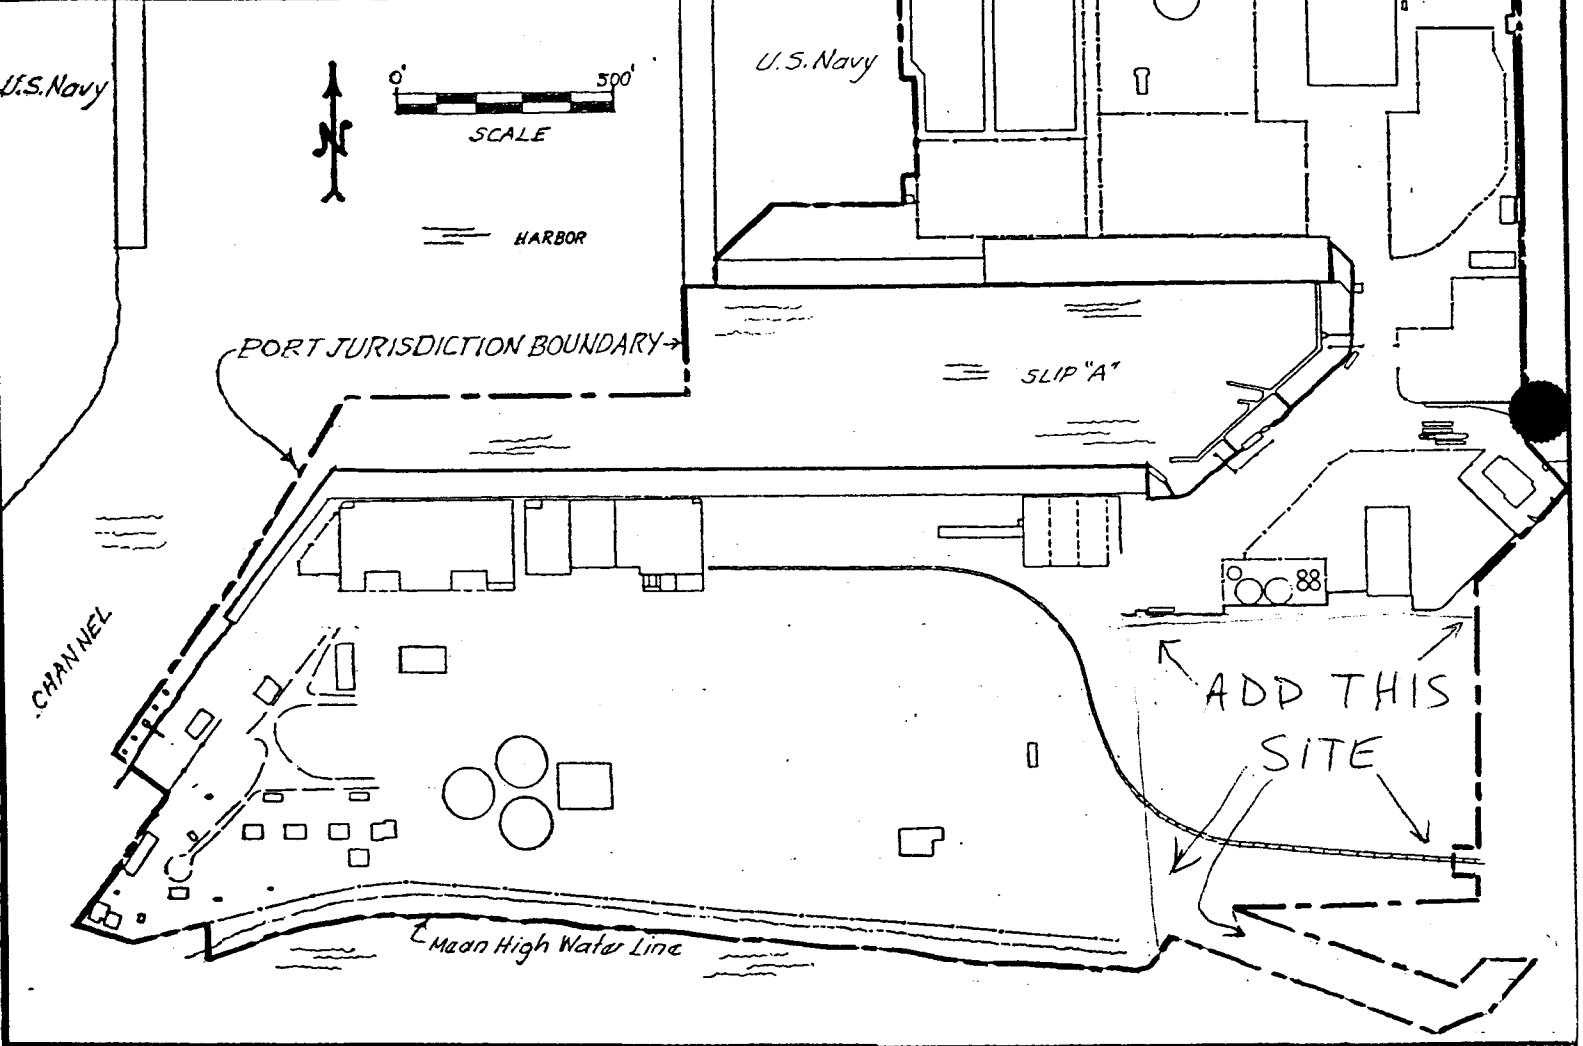 U.S. Navy
U.S. Navy
0' 500'
N
SCALE
HARBOR
PORT JURISDICTION BOUNDARY
SLIP "A"
CHANNEL
ADD THIS
SITE
Mean High Water Line